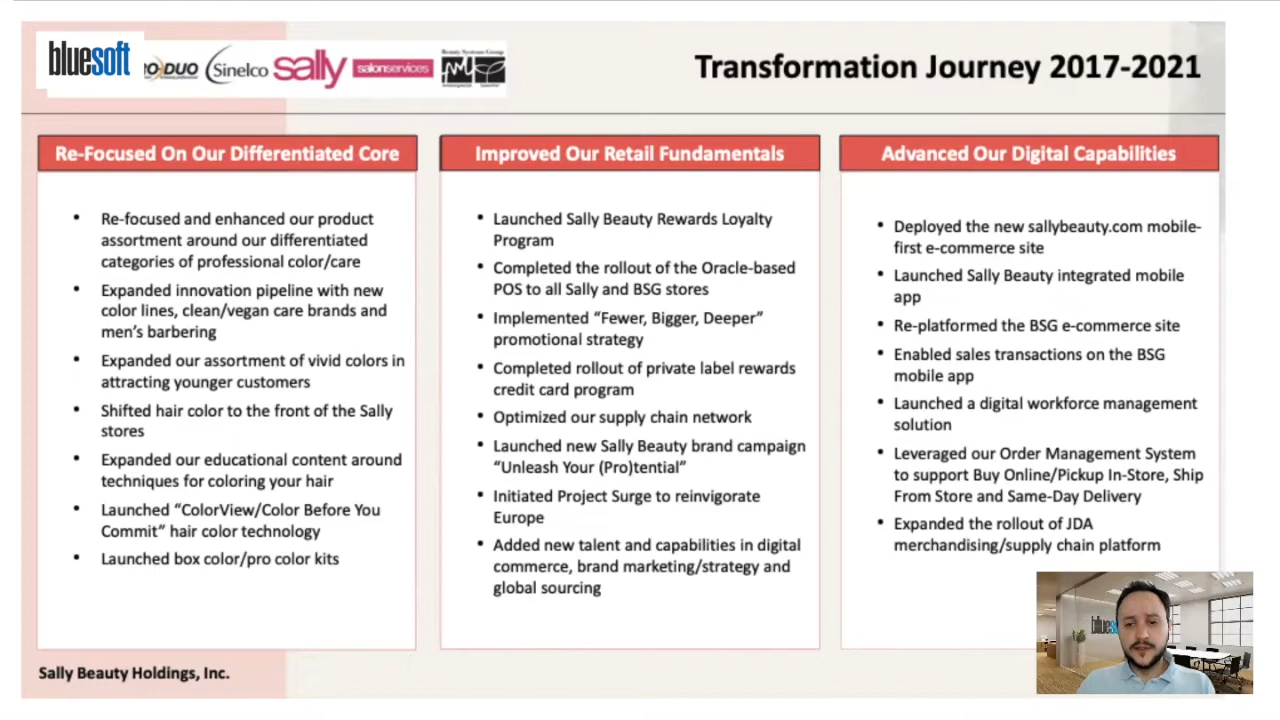 bluesoft
DUO
Sinelco
sally
salonservices
Beauty Systems Group
Transformation Journey 2017-2021
Re-Focused On Our Differentiated Core
• Re-focused and enhanced our product
assortment around our differentiated
categories of professional color/care
• Expanded innovation pipeline with new
color lines, clean/vegan care brands and
men's barbering
• Expanded our assortment of vivid colors in
attracting younger customers
• Shifted hair color to the front of the Sally
stores
• Expanded our educational content around
techniques for coloring your hair
• Launched “ColorView/Color Before You
Commit” hair color technology
• Launched box color/pro color kits
Improved Our Retail Fundamentals
• Launched Sally Beauty Rewards Loyalty
Program
• Completed the rollout of the Oracle-based
POS to all Sally and BSG stores
• Implemented “Fewer, Bigger, Deeper”
promotional strategy
• Completed rollout of private label rewards
credit card program
• Optimized our supply chain network
• Launched new Sally Beauty brand campaign
“Unleash Your (Pro)tential”
• Initiated Project Surge to reinvigorate
Europe
• Added new talent and capabilities in digital
commerce, brand marketing/strategy and
global sourcing
Advanced Our Digital Capabilities
• Deployed the new sallybeauty.com mobile-
first e-commerce site
• Launched Sally Beauty integrated mobile
app
• Re-platformed the BSG e-commerce site
• Enabled sales transactions on the BSG
mobile app
• Launched a digital workforce management
solution
• Leveraged our Order Management System
to support Buy Online/Pickup In-Store, Ship
From Store and Same-Day Delivery
• Expanded the rollout of JDA
merchandising/supply chain platform
Sally Beauty Holdings, Inc.